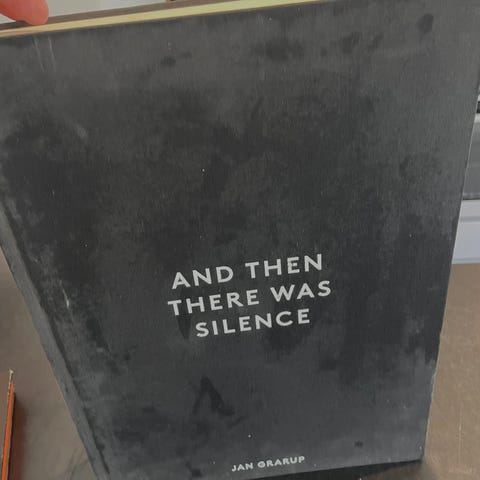 AND THEN
THERE WAS
SILENCE
JAN GRARUP